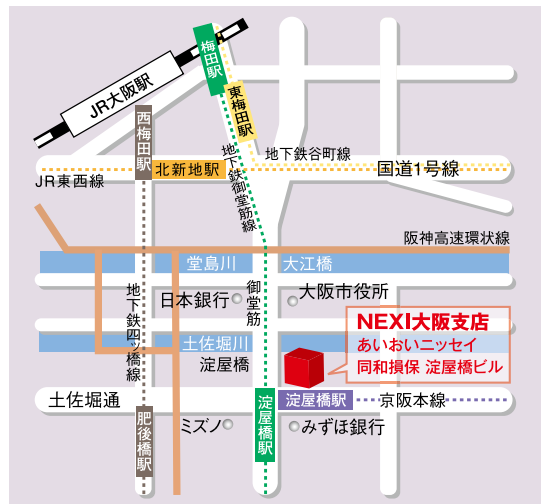 梅田駅
JR大阪駅
東梅田駅
西梅田駅
地下鉄谷町線
北新地駅
国道1号線
JR東西線
地下鉄御堂筋線
阪神高速環状線
堂島川
大江橋
地下鉄四ッ橋線
日本銀行
御堂筋
大阪市役所
NEXI大阪支店
あいおいニッセイ
同和損保 淀屋橋ビル
土佐堀川
淀屋橋
土佐堀通
淀屋橋駅
京阪本線
肥後橋駅
ミズノ
淀屋橋駅
みずほ銀行